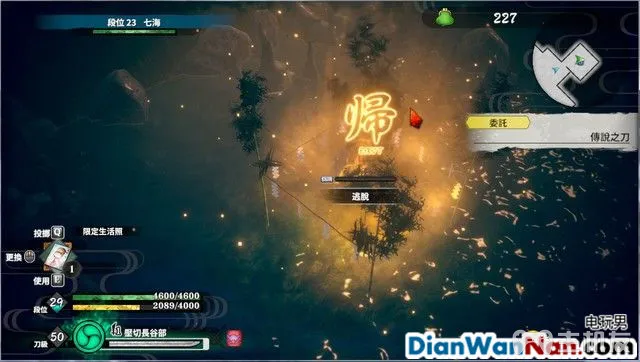 段位 23 七海
227
帰
EXIT
委託
傳說之刀
逃脫
投擲 Q 限定生活照
更換
1
使用 E
段位 29 4600/4600
2089/4000
刀級 50 壓切長谷部
电玩男
DianWanNan.com